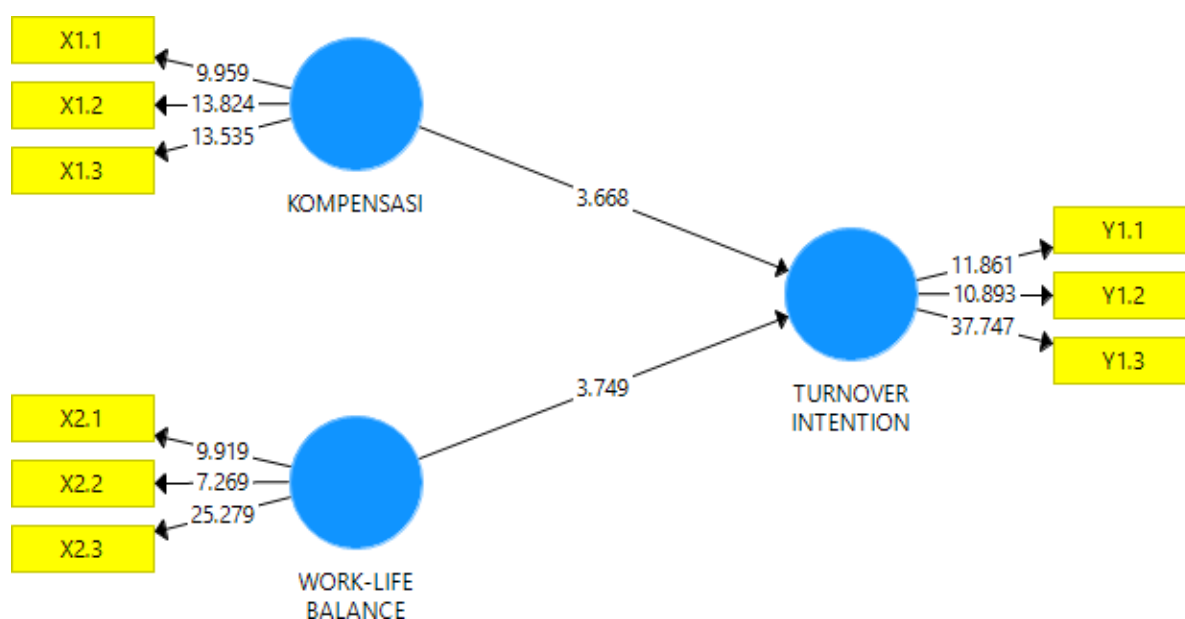 X1.1
9.959
X1.2
13.824
13.535
X1.3
KOMPENSASI
3.668
Y1.1
11.861
10.893
Y1.2
37.747
Y1.3
TURNOVER
INTENTION
3.749
X2.1
9.919
X2.2
7.269
25.279
X2.3
WORK-LIFE
BALANCE